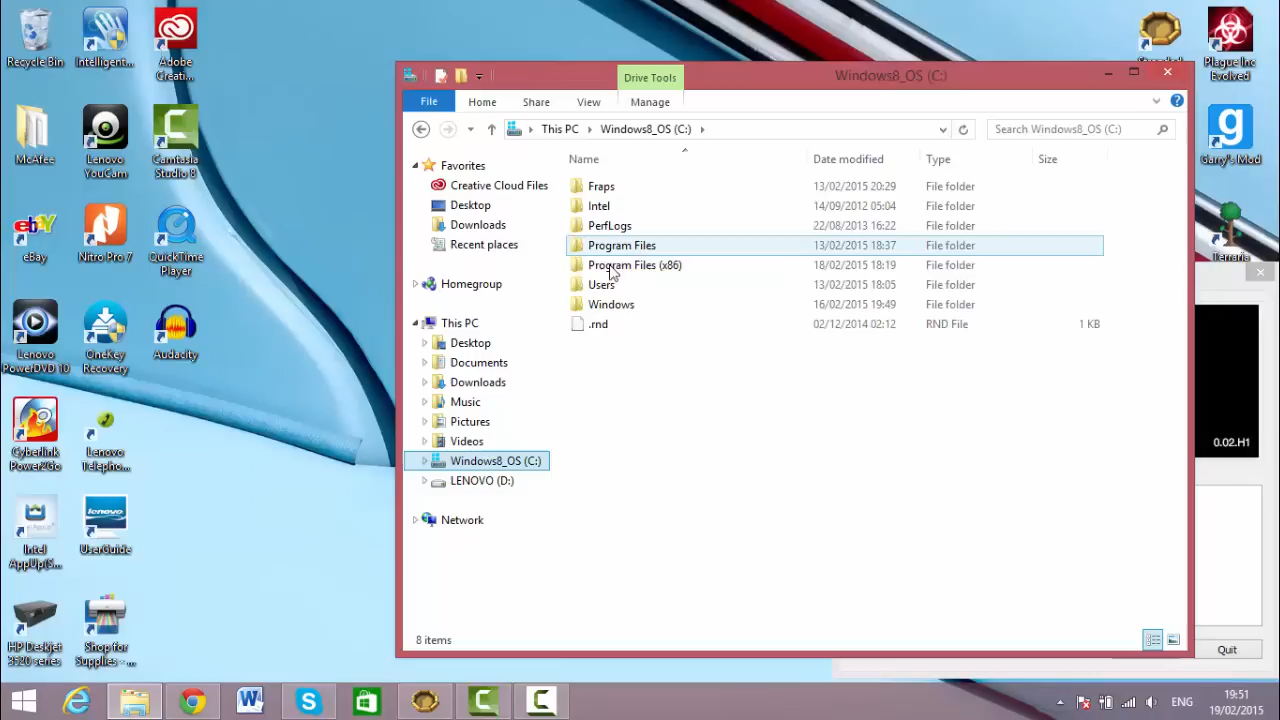 Recycle Bin
Intelligent...
Adobe
Creati...
McAfee
Lenovo
YouCam
Camtasia
Studio 8
eBay
Nitro Pro 7
QuickTime
Player
Lenovo
PowerDVD 10
OneKey
Recovery
Audacity
Cyberlink
Power2Go
Lenovo
Telepho...
Intel
AppUp(S...
lenovo
UserGuide
HP Deskjet
3520 series
Shop for
Supplies - ...
Plague Inc
Evolved
Garry's Mod
Terraria
Drive Tools
Windows8_OS (C:)
File
Home
Share
View
Manage
This PC
Windows8_OS (C:)
Search Windows8_OS (C:)
Favorites
Creative Cloud Files
Desktop
Downloads
Recent places
Homegroup
This PC
Desktop
Documents
Downloads
Music
Pictures
Videos
Windows8_OS (C:)
LENOVO (D:)
Network
Name Date modified Type Size
Fraps 13/02/2015 20:29 File folder
Intel 14/09/2012 05:04 File folder
PerfLogs 22/08/2013 16:22 File folder
Program Files 13/02/2015 18:37 File folder
Program Files (x86) 18/02/2015 18:19 File folder
Users 13/02/2015 18:05 File folder
Windows 16/02/2015 19:49 File folder
.rnd 02/12/2014 02:12 RND File 1 KB
8 items
0.02.H1
Quit
ENG
19:51
19/02/2015